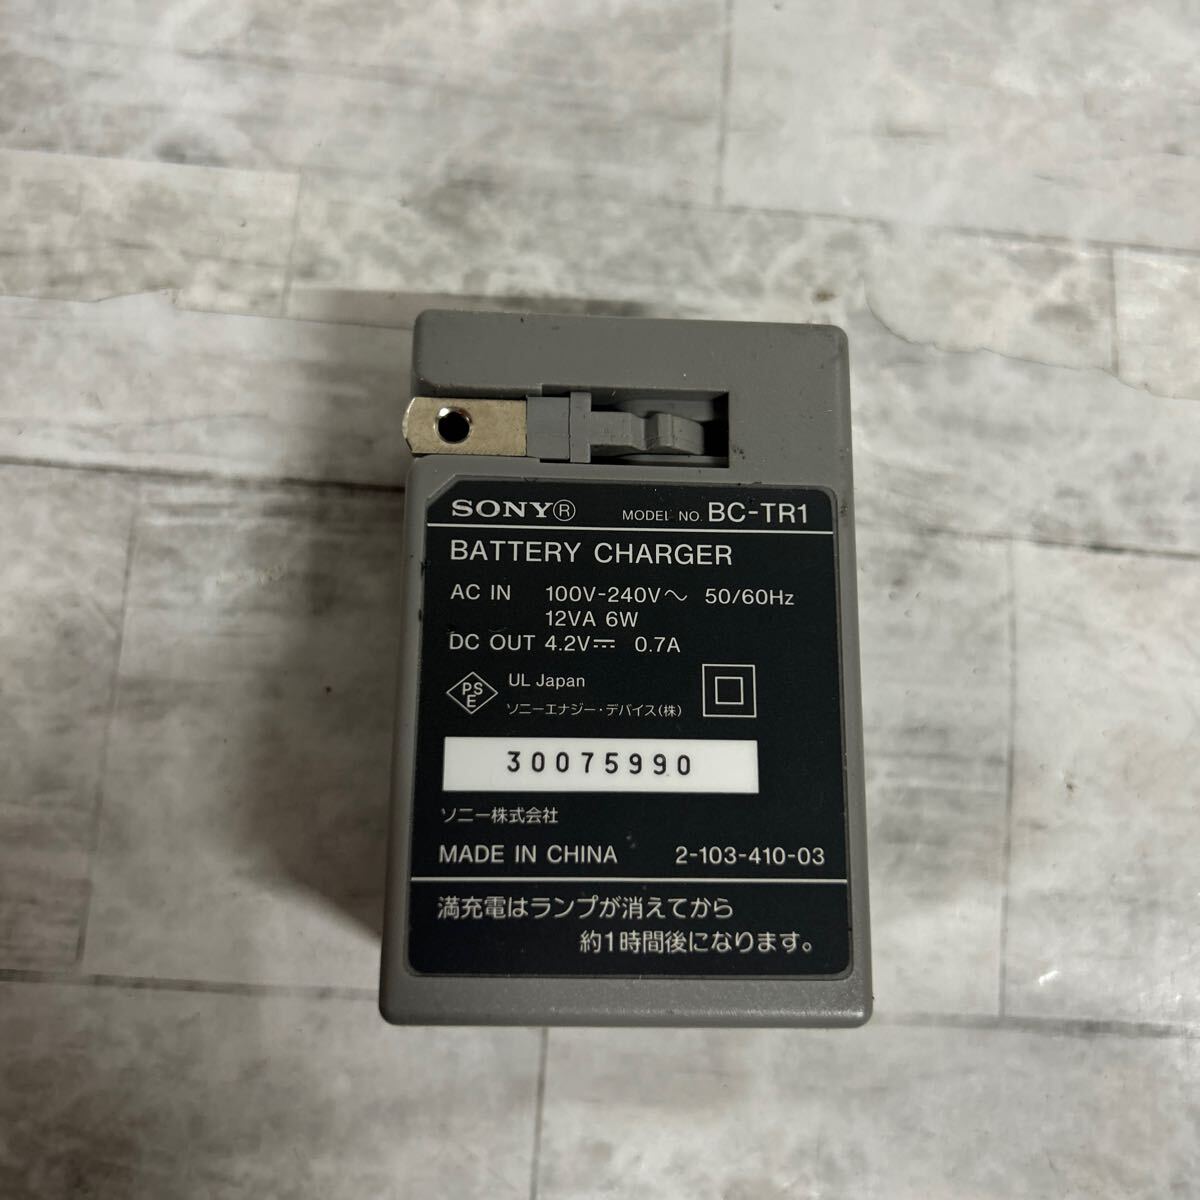 SONY® MODEL NO. BC-TR1
BATTERY CHARGER
AC IN 100V-240V～ 50/60Hz
12VA 6W
DC OUT 4.2V⎓ 0.7A
PSE UL Japan
ソニーエナジー・デバイス(株)
30075990
ソニー株式会社
MADE IN CHINA 2-103-410-03
満充電はランプが消えてから
約1時間後になります。